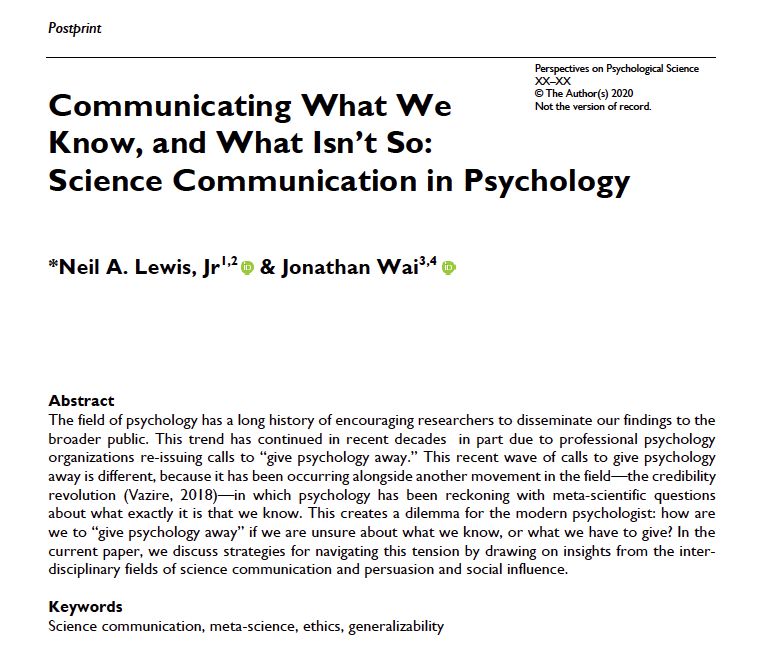 Postprint
Perspectives on Psychological Science
XX–XX
© The Author(s) 2020
Not the version of record.
Communicating What We
Know, and What Isn’t So:
Science Communication in Psychology
*Neil A. Lewis, Jr1,2 iD & Jonathan Wai3,4 iD
Abstract
The field of psychology has a long history of encouraging researchers to disseminate our findings to the
broader public. This trend has continued in recent decades in part due to professional psychology
organizations re-issuing calls to “give psychology away.” This recent wave of calls to give psychology
away is different, because it has been occurring alongside another movement in the field—the credibility
revolution (Vazire, 2018)—in which psychology has been reckoning with meta-scientific questions
about what exactly it is that we know. This creates a dilemma for the modern psychologist: how are
we to “give psychology away” if we are unsure about what we know, or what we have to give? In the
current paper, we discuss strategies for navigating this tension by drawing on insights from the inter-
disciplinary fields of science communication and persuasion and social influence.
Keywords
Science communication, meta-science, ethics, generalizability